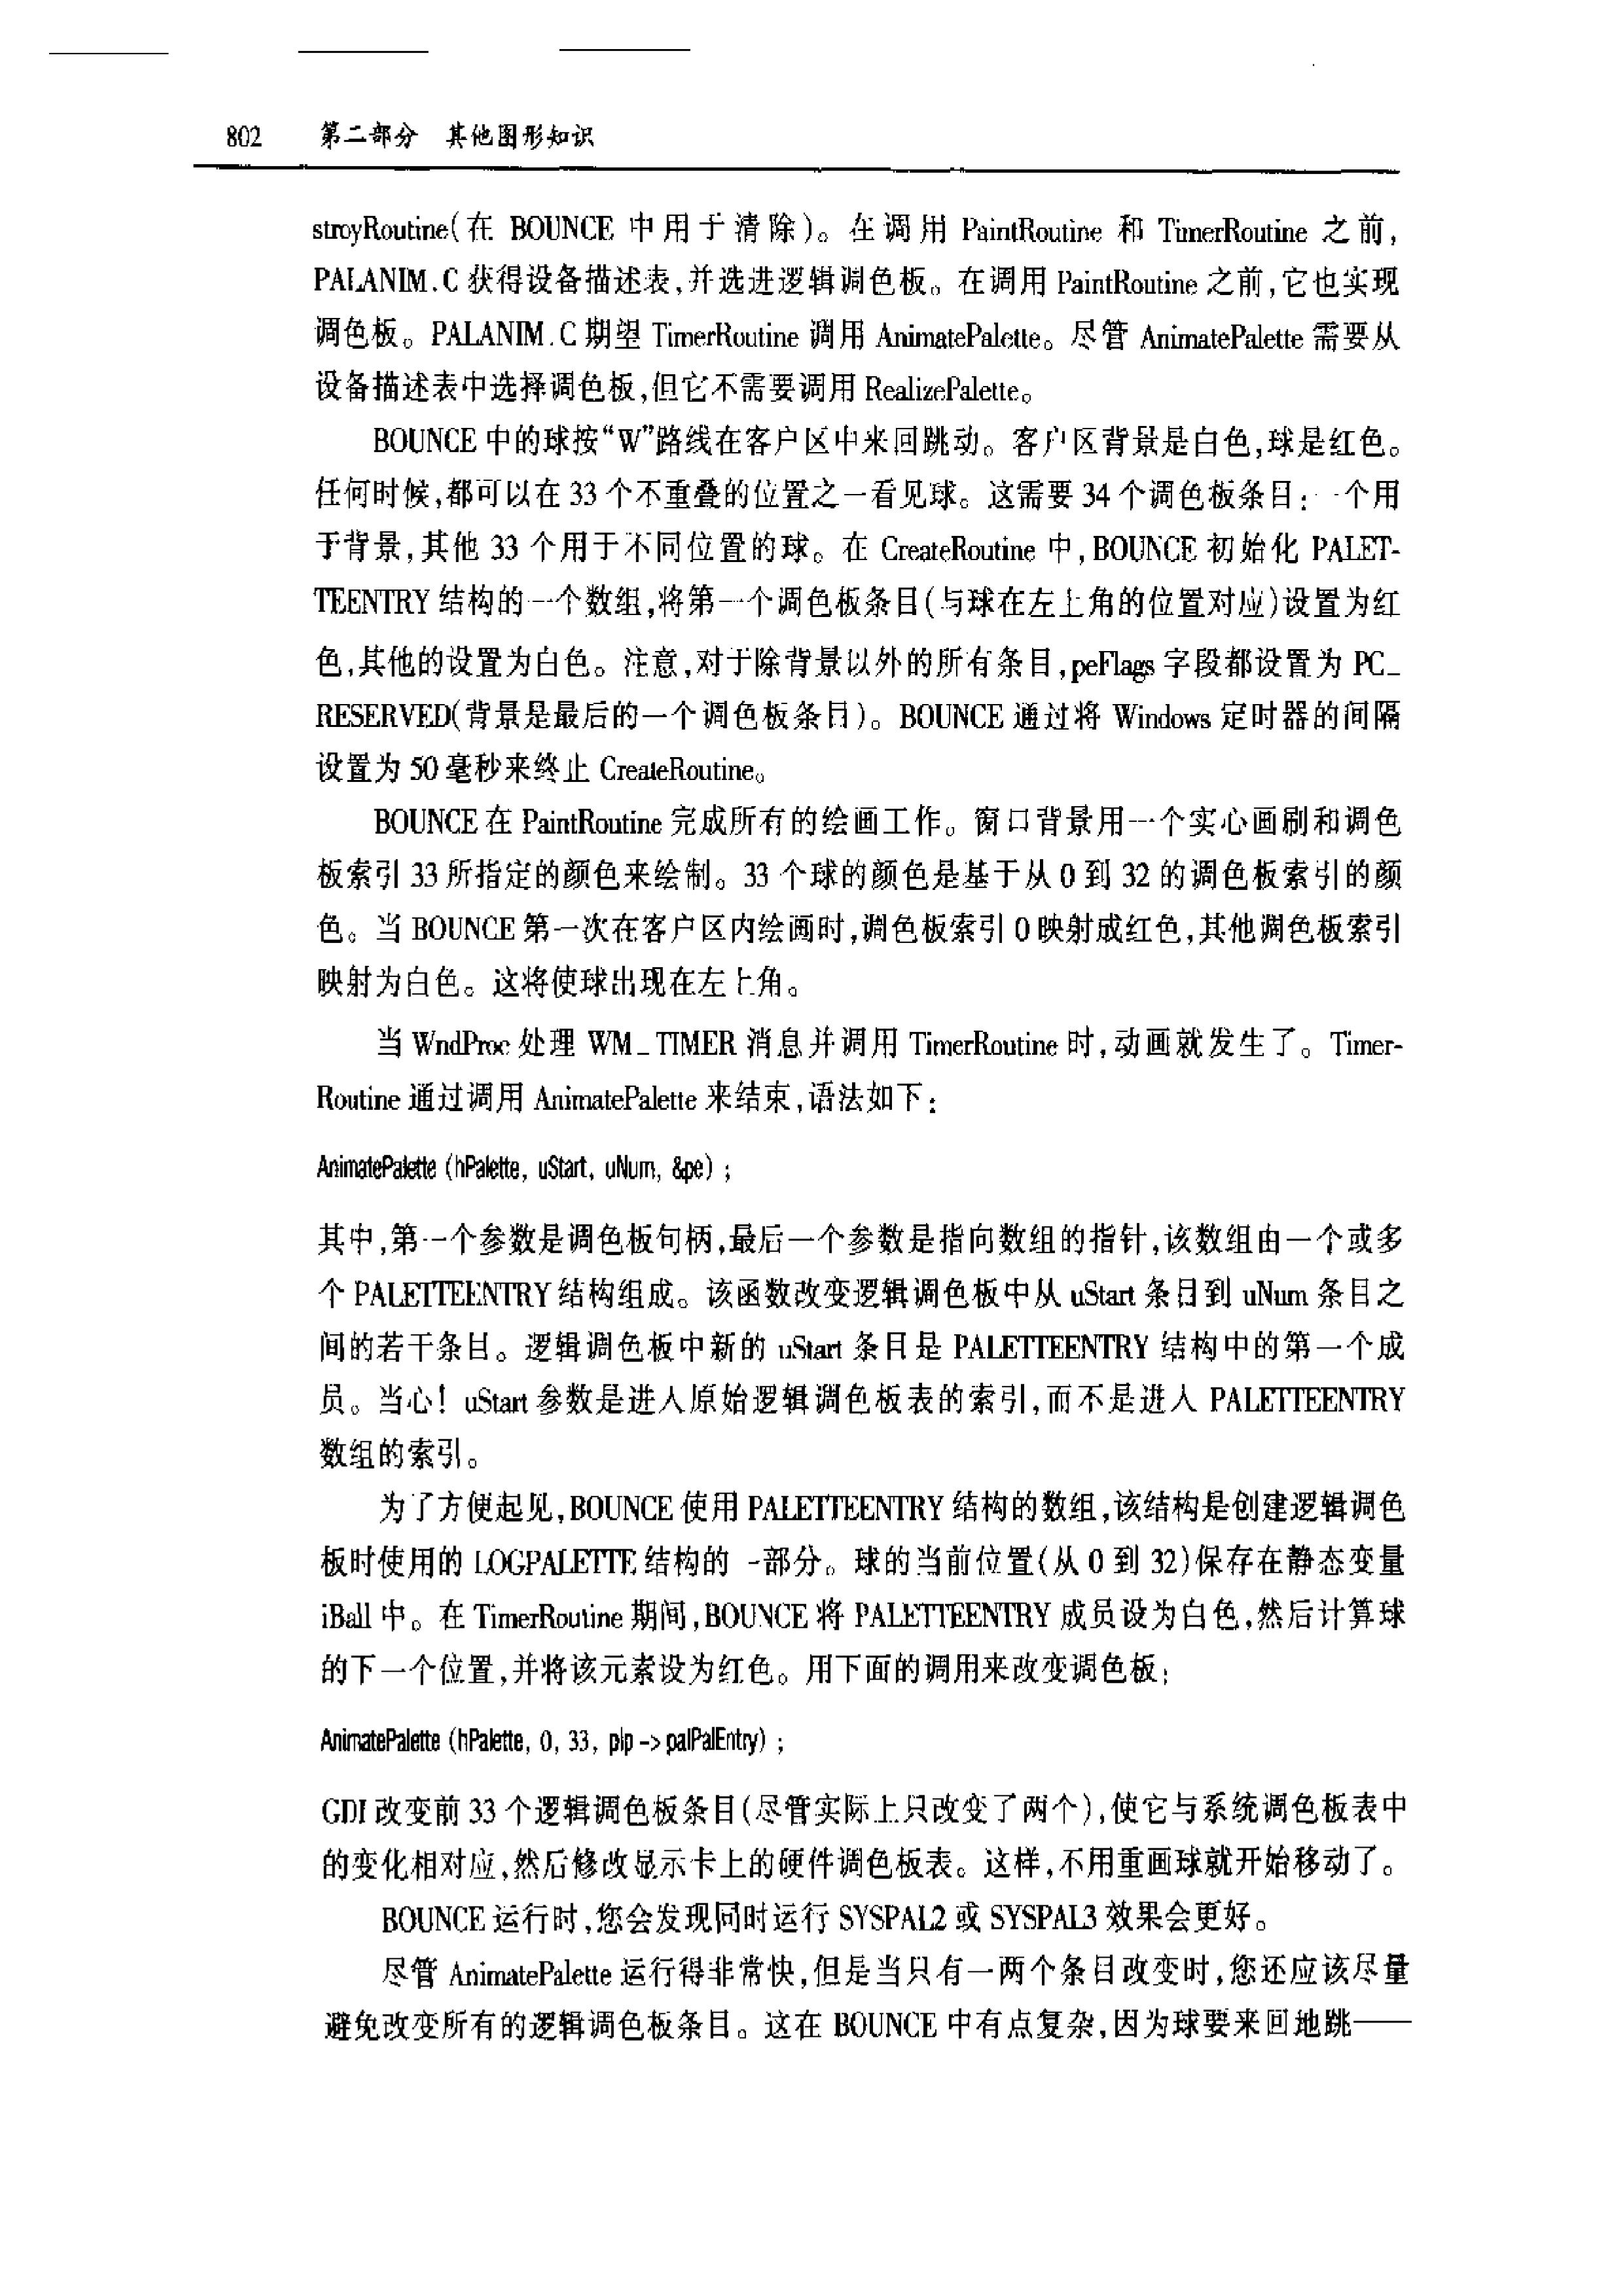 802 第二部分 其他图形知识
stroyRoutine(在 BOUNCE 中用于清除)。在调用 PaintRoutine 和 TimerRoutine 之前,
PALANIM.C 获得设备描述表,并选进逻辑调色板。在调用 PaintRoutine 之前,它也实现
调色板。PALANIM.C 期望 TimerRoutine 调用 AnimatePalette。尽管 AnimatePalette 需要从
设备描述表中选择调色板,但它不需要调用 RealizePalette。
BOUNCE 中的球按“W”路线在客户区中来回跳动。客户区背景是白色,球是红色。
任何时候,都可以在 33 个不重叠的位置之一看见球。这需要 34 个调色板条目:一个用
于背景,其他 33 个用于不同位置的球。在 CreateRoutine 中,BOUNCE 初始化 PALET-
TEENTRY 结构的一个数组,将第一个调色板条目(与球在左上角的位置对应)设置为红
色,其他的设置为白色。注意,对于除背景以外的所有条目,peFlags 字段都设置为 PC_
RESERVED(背景是最后的一个调色板条目)。BOUNCE 通过将 Windows 定时器的间隔
设置为 50 毫秒来终止 CreateRoutine。
BOUNCE 在 PaintRoutine 完成所有的绘画工作。窗口背景用一个实心画刷和调色
板索引 33 所指定的颜色来绘制。33 个球的颜色是基于从 0 到 32 的调色板索引的颜
色。当 BOUNCE 第一次在客户区内绘画时,调色板索引 0 映射成红色,其他调色板索引
映射为白色。这将使球出现在左上角。
当 WndProc 处理 WM_TIMER 消息并调用 TimerRoutine 时,动画就发生了。Timer-
Routine 通过调用 AnimatePalette 来结束,语法如下:
AnimatePalette (hPalette, uStart, uNum, &pe) ;
其中,第一个参数是调色板句柄,最后一个参数是指向数组的指针,该数组由一个或多
个 PALETTEENTRY 结构组成。该函数改变逻辑调色板中从 uStart 条目到 uNum 条目之
间的若干条目。逻辑调色板中新的 uStart 条目是 PALETTEENTRY 结构中的第一个成
员。当心! uStart 参数是进入原始逻辑调色板表的索引,而不是进入 PALETTEENTRY
数组的索引。
为了方便起见,BOUNCE 使用 PALETTEENTRY 结构的数组,该结构是创建逻辑调色
板时使用的 LOGPALETTE 结构的一部分。球的当前位置(从 0 到 32)保存在静态变量
iBall 中。在 TimerRoutine 期间,BOUNCE 将 PALETTEENTRY 成员设为白色,然后计算球
的下一个位置,并将该元素设为红色。用下面的调用来改变调色板:
AnimatePalette (hPalette, 0, 33, plp -> palPalEntry) ;
GDI 改变前 33 个逻辑调色板条目(尽管实际上只改变了两个),使它与系统调色板表中
的变化相对应,然后修改显示卡上的硬件调色板表。这样,不用重画球就开始移动了。
BOUNCE 运行时,您会发现同时运行 SYSPAL2 或 SYSPAL3 效果会更好。
尽管 AnimatePalette 运行得非常快,但是当只有一两个条目改变时,您还应该尽量
避免改变所有的逻辑调色板条目。这在 BOUNCE 中有点复杂,因为球要来回地跳——